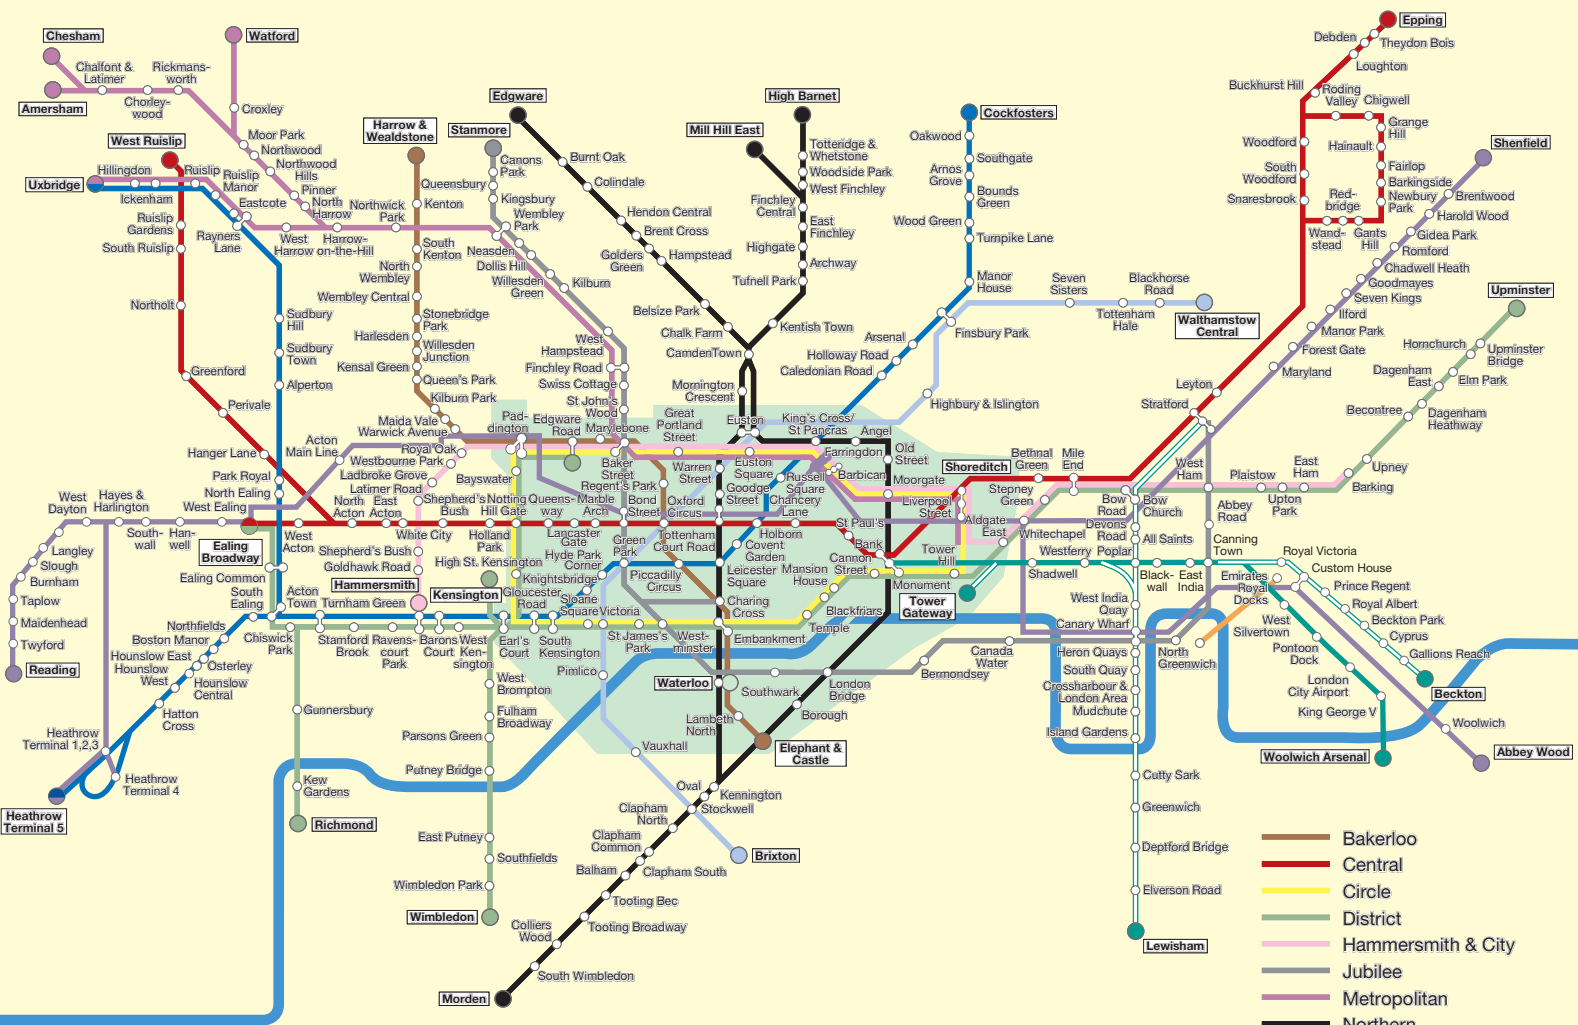 Chesham
Watford
Epping
Debden
Theydon Bois
Loughton
Chalfont &
Latimer
Rickmans-
worth
Amersham
Chorley-
wood
Croxley
Edgware
High Barnet
Cockfosters
Buckhurst Hill
Roding
Valley
Chigwell
Grange
Hill
Moor Park
Northwood
Northwood
Hills
Pinner
North
Harrow
West Ruislip
Harrow &
Wealdstone
Stanmore
Mill Hill East
Oakwood
Totteridge &
Whetstone
Woodside Park
West Finchley
Southgate
Arnos
Grove
Bounds
Green
Wood Green
Turnpike Lane
Manor
House
Woodford
South
Woodford
Snaresbrook
Hainault
Fairlop
Barkingside
Newbury
Park
Red-
bridge
Wand-
stead
Gants
Hill
Shenfield
Brentwood
Harold Wood
Gidea Park
Romford
Chadwell Heath
Goodmayes
Seven Kings
Ilford
Manor Park
Forest Gate
Maryland
Uxbridge
Hillingdon
Ickenham
Ruislip
Ruislip
Manor
Eastcote
Ruislip
Gardens
South Ruislip
Rayners
Lane
West
Harrow
Harrow-
on-the-Hill
Northwick
Park
Queensbury
Kenton
Canons
Park
Kingsbury
Wembley
Park
Burnt Oak
Colindale
Hendon Central
Brent Cross
Golders
Green
Hampstead
Finchley
Central
East
Finchley
Highgate
Archway
Tufnell Park
South
Kenton
North
Wembley
Wembley Central
Neasden
Dollis Hill
Willesden
Green
Kilburn
Belsize Park
Chalk Farm
Kentish Town
CamdenTown
Northolt
Sudbury
Hill
Sudbury
Town
Alperton
Stonebridge
Park
Harlesden
Willesden
Junction
Kensal Green
Queen's Park
Kilburn Park
West
Hampstead
Finchley Road
Swiss Cottage
St John's
Wood
Mornington
Crescent
Arsenal
Holloway Road
Caledonian Road
Finsbury Park
Seven
Sisters
Blackhorse
Road
Tottenham
Hale
Walthamstow
Central
Highbury & Islington
Upminster
Hornchurch
Upminster
Bridge
Dagenham
East
Elm Park
Becontree
Dagenham
Heathway
Upney
Barking
Leyton
Stratford
Greenford
Perivale
Hanger Lane
Park Royal
North Ealing
West Ealing
Acton
Main Line
Maida Vale
Warwick Avenue
Royal Oak
Westbourne Park
Ladbroke Grove
Latimer Road
Pad-
dington
Edgware
Road
Marylebone
Great
Portland
Street
Euston
King's Cross/
St Pancras
Angel
Old
Street
Farringdon
Barbican
Moorgate
Shoreditch
Bethnal
Green
Mile
End
West
Ham
Plaistow
East
Ham
Upton
Park
Bayswater
Baker
Street
Regent's Park
Warren
Street
Euston
Square
Russell
Square
Goodge
Street
Chancery
Lane
Liverpool
Street
Stepney
Green
Bow
Road
Bow
Church
Abbey
Road
West
Dayton
Hayes &
Harlington
South-
wall
Han-
well
Langley
Slough
Burnham
Taplow
Maidenhead
Twyford
Reading
North
Acton
East
Acton
Shepherd's
Bush
Notting
Hill Gate
Queens-
way
Marble
Arch
Bond
Street
Oxford
Circus
St Paul's
Aldgate
East
Whitechapel
Devons
Road
All Saints
Canning
Town
Ealing
Broadway
West
Acton
White City
Shepherd's Bush
Goldhawk Road
Hammersmith
Holland
Park
Lancaster
Gate
Hyde Park
Corner
Green
Park
Tottenham
Court Road
Holborn
Covent
Garden
Leicester
Square
Bank
Cannon
Street
Mansion
House
Tower
Hill
Monument
Tower
Gateway
Shadwell
Westferry
Poplar
Black-
wall
East
India
Royal Victoria
Custom House
Emirates
Royal
Docks
Prince Regent
Royal Albert
Beckton Park
Cyprus
Gallions Reach
Beckton
High St. Kensington
Kensington
Knightsbridge
Gloucester
Road
Sloane
Square
Victoria
Piccadilly
Circus
Charing
Cross
Embankment
Temple
Blackfriars
Ealing Common
South
Ealing
Acton
Town
Turnham Green
Northfields
Boston Manor
Hounslow East
Osterley
Hounslow
West
Hounslow
Central
Hatton
Cross
Heathrow
Terminal 1,2,3
Heathrow
Terminal 4
Heathrow
Terminal 5
Chiswick
Park
Stamford
Brook
Ravens-
court
Park
Barons
Court
West
Ken-
sington
Earl's
Court
South
Kensington
St James's
Park
West-
minster
Pimlico
Waterloo
Southwark
London
Bridge
Bermondsey
Canada
Water
West India
Quay
Canary Wharf
Heron Quays
South Quay
Crossharbour &
London Area
Mudchute
Island Gardens
North
Greenwich
West
Silvertown
Pontoon
Dock
London
City Airport
King George V
Woolwich Arsenal
Woolwich
Abbey Wood
Gunnersbury
Kew
Gardens
Richmond
West
Brompton
Fulham
Broadway
Parsons Green
Putney Bridge
East Putney
Southfields
Wimbledon Park
Wimbledon
Lambeth
North
Borough
Elephant &
Castle
Vauxhall
Oval
Kennington
Stockwell
Clapham
North
Clapham
Common
Clapham South
Brixton
Balham
Tooting Bec
Tooting Broadway
Colliers
Wood
South Wimbledon
Morden
Cutty Sark
Greenwich
Deptford Bridge
Elverson Road
Lewisham
Bakerloo
Central
Circle
District
Hammersmith & City
Jubilee
Metropolitan
Northern